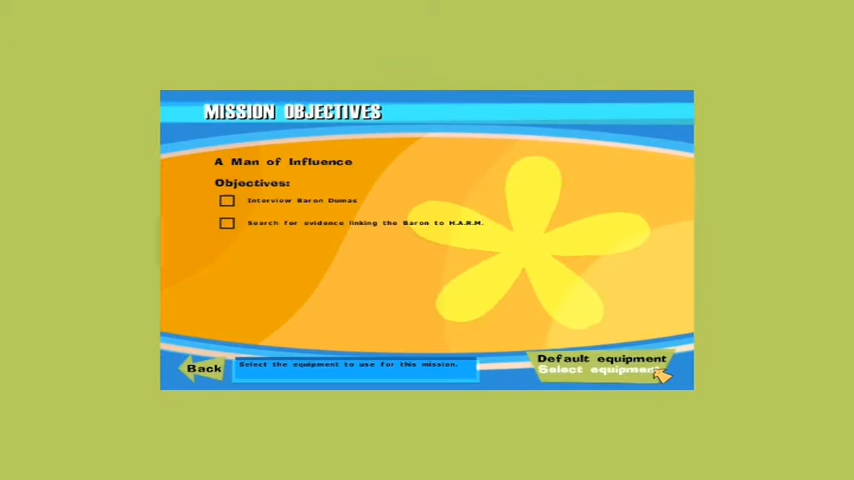 MISSION OBJECTIVES
A Man of Influence
Objectives:
Interview Baron Dumas
Search for evidence linking the Baron to H.A.R.M.
Back
Select the equipment to use for this mission.
Default equipment
Select equipment